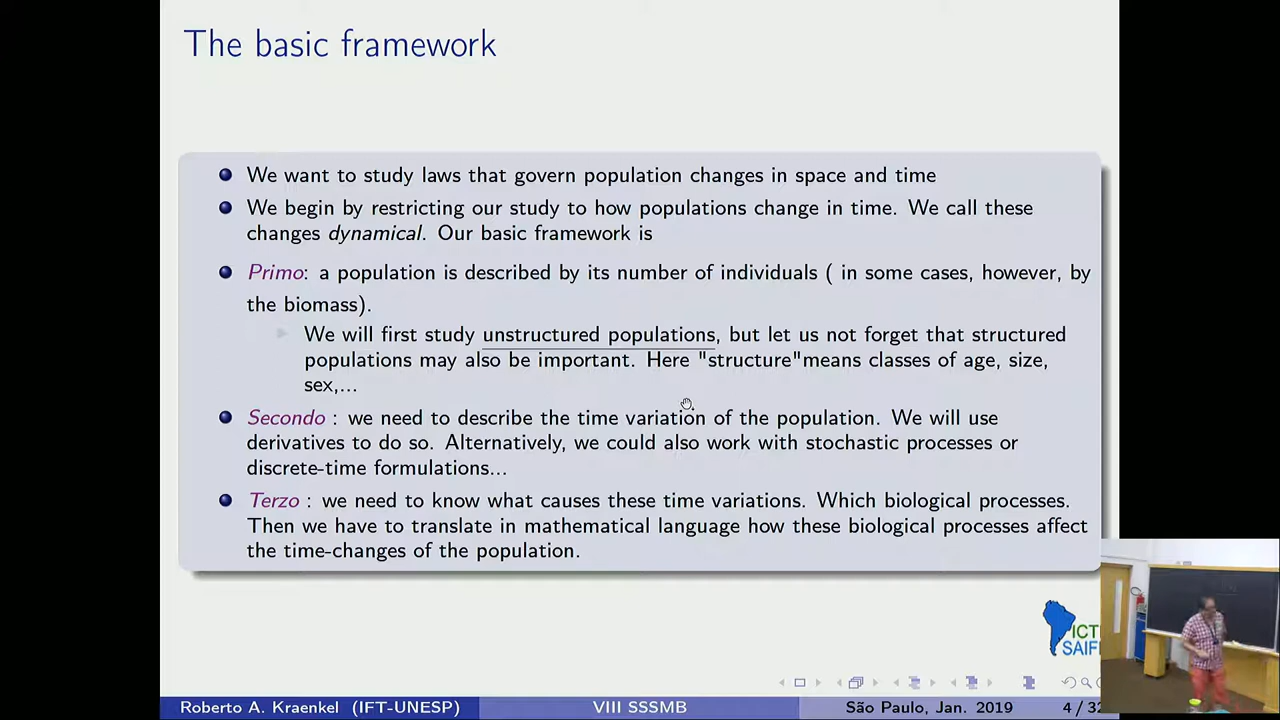 The basic framework
We want to study laws that govern population changes in space and time
We begin by restricting our study to how populations change in time. We call these
changes dynamical. Our basic framework is
Primo: a population is described by its number of individuals ( in some cases, however, by
the biomass).
We will first study unstructured populations, but let us not forget that structured
populations may also be important. Here "structure"means classes of age, size,
sex,...
Secondo : we need to describe the time variation of the population. We will use
derivatives to do so. Alternatively, we could also work with stochastic processes or
discrete-time formulations...
Terzo : we need to know what causes these time variations. Which biological processes.
Then we have to translate in mathematical language how these biological processes affect
the time-changes of the population.
ICT
SAIF
Roberto A. Kraenkel (IFT-UNESP) VIII SSSMB São Paulo, Jan. 2019 4 / 32